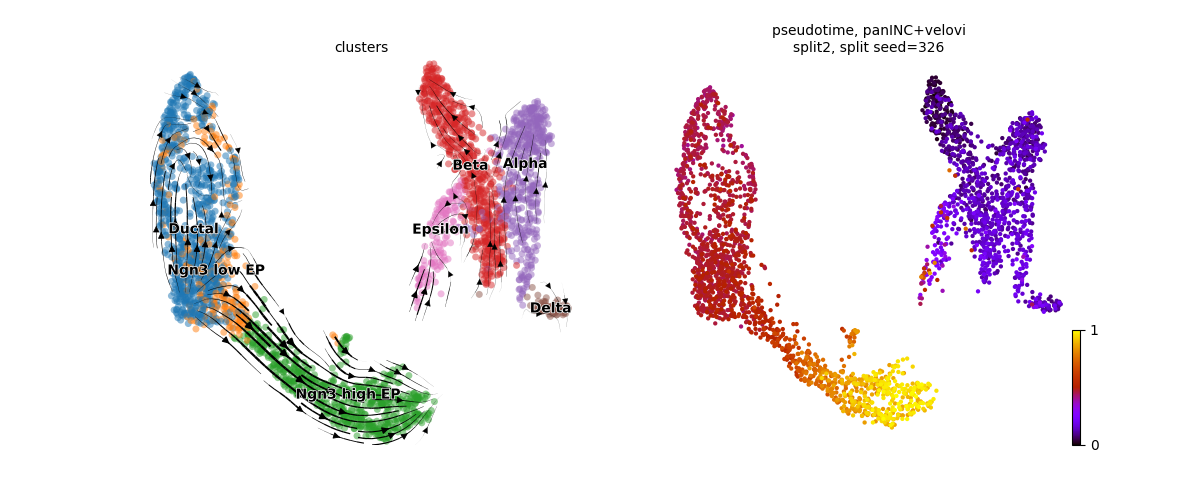 clusters
Beta
Alpha
Epsilon
Ductal
Ngn3 low EP
Delta
Ngn3 high EP
pseudotime, panINC+velovi
split2, split seed=326
1
0